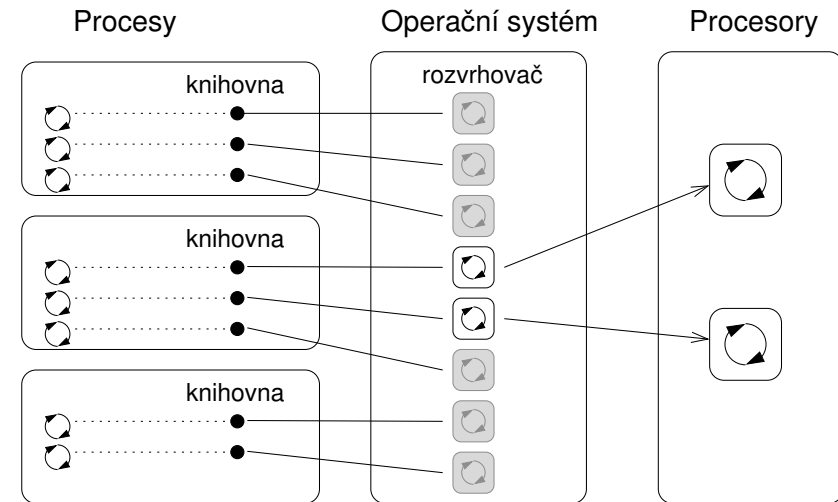 Procesy
Operační systém
Procesory
knihovna
rozvrhovač
knihovna
knihovna